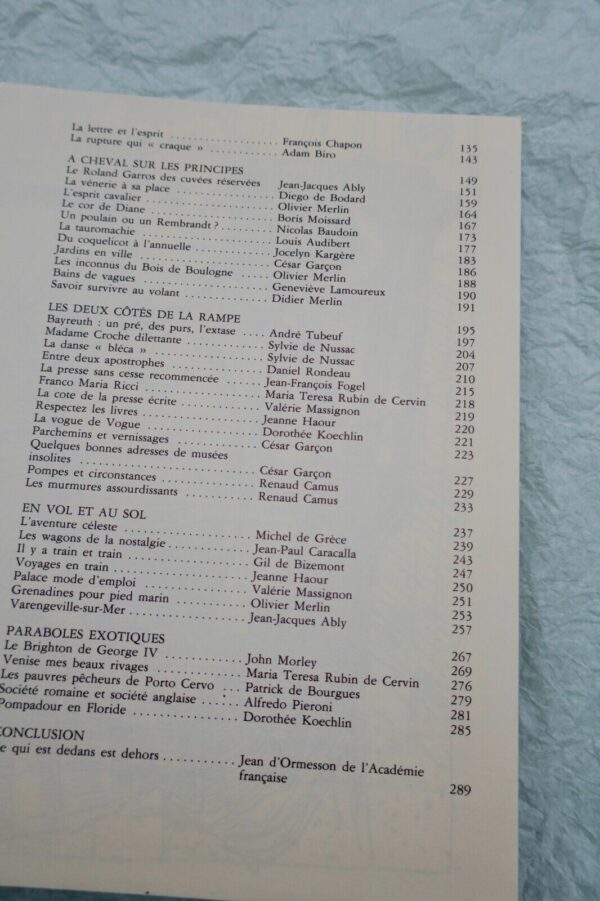 La lettre et l'esprit ................... François Chapon 135
La rupture qui « craque » ............ Adam Biro 143
A CHEVAL SUR LES PRINCIPES 149
Le Roland Garros des cuvées réservées Jean-Jacques Ably 151
La vénerie à sa place ................ Diego de Bodard 159
L'esprit cavalier ..................... Olivier Merlin 164
Le cor de Diane ..................... Boris Moissard 167
Un poulain ou un Rembrandt ? ........ Nicolas Baudoin 173
La tauromachie ..................... Louis Audibert 177
Du coquelicot à l'annuelle ............ Jocelyn Kargère 183
Jardins en ville ..................... César Garçon 186
Les inconnus du Bois de Boulogne ... Olivier Merlin 188
Bains de vagues ..................... Geneviève Lamoureux 190
Savoir survivre au volant ............ Didier Merlin 191
LES DEUX CÔTÉS DE LA RAMPE 195
Bayreuth : un pré, des purs, l'extase .. André Tubeuf 197
Madame Croche dilettante ............ Sylvie de Nussac 204
La danse « bléca » .................. Sylvie de Nussac 207
Entre deux apostrophes .............. Daniel Rondeau 210
La presse sans cesse recommencée ..... Jean-François Fogel 215
Franco Maria Ricci .................. Maria Teresa Rubin de Cervin 218
La cote de la presse écrite ............ Valérie Massignon 219
Respectez les livres .................. Jeanne Haour 220
La vogue de Vogue .................. Dorothée Koechlin 221
Parchemins et vernissages ............ César Garçon 223
Quelques bonnes adresses de musées
insolites ........................... César Garçon 227
Pompes et circonstances .............. Renaud Camus 229
Les murmures assourdissants .......... Renaud Camus 233
EN VOL ET AU SOL 237
L'aventure céleste ................... Michel de Grèce 239
Les wagons de la nostalgie ............ Jean-Paul Caracalla 243
Il y a train et train .................. Gil de Bizemont 247
Voyages en train ..................... Jeanne Haour 250
Palace mode d'emploi ................ Valérie Massignon 251
Grenadines pour pied marin .......... Olivier Merlin 253
Varengeville-sur-Mer ................ Jean-Jacques Ably 257
PARABOLES EXOTIQUES 267
Le Brighton de George IV ............ John Morley 269
Venise mes beaux rivages ............ Maria Teresa Rubin de Cervin 276
Les pauvres pêcheurs de Porto Cervo ... Patrick de Bourgues 279
Société romaine et société anglaise .... Alfredo Pieroni 281
Pompadour en Floride ................ Dorothée Koechlin 285
ONCLUSION
e qui est dedans est dehors ........... Jean d'Ormesson de l'Académie
française 289